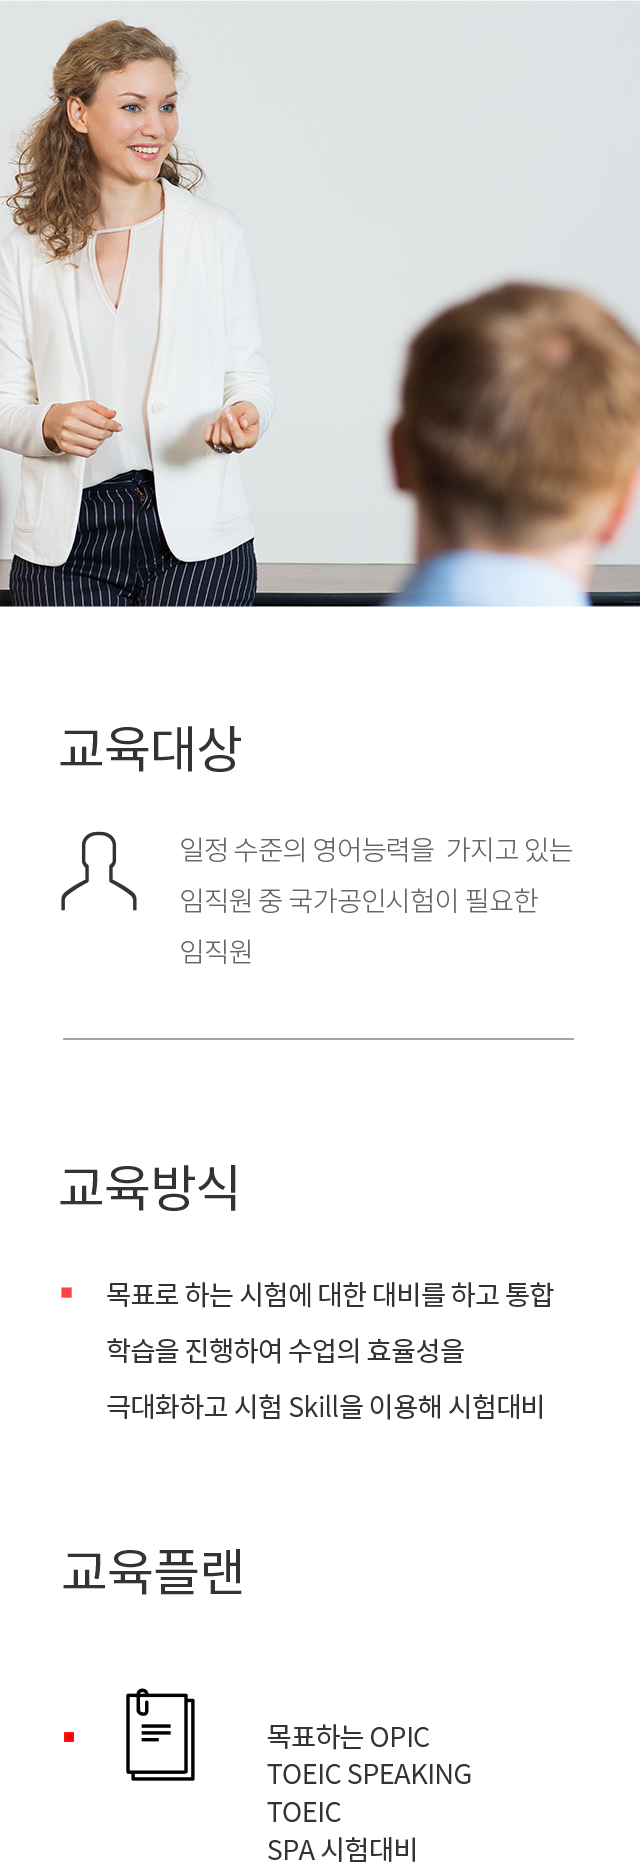 교육대상
일정 수준의 영어능력을 가지고 있는
임직원 중 국가공인시험이 필요한
임직원
교육방식
목표로 하는 시험에 대한 대비를 하고 통합
학습을 진행하여 수업의 효율성을
극대화하고 시험 Skill을 이용해 시험대비
교육플랜
목표하는 OPIC
TOEIC SPEAKING
TOEIC
SPA 시험대비